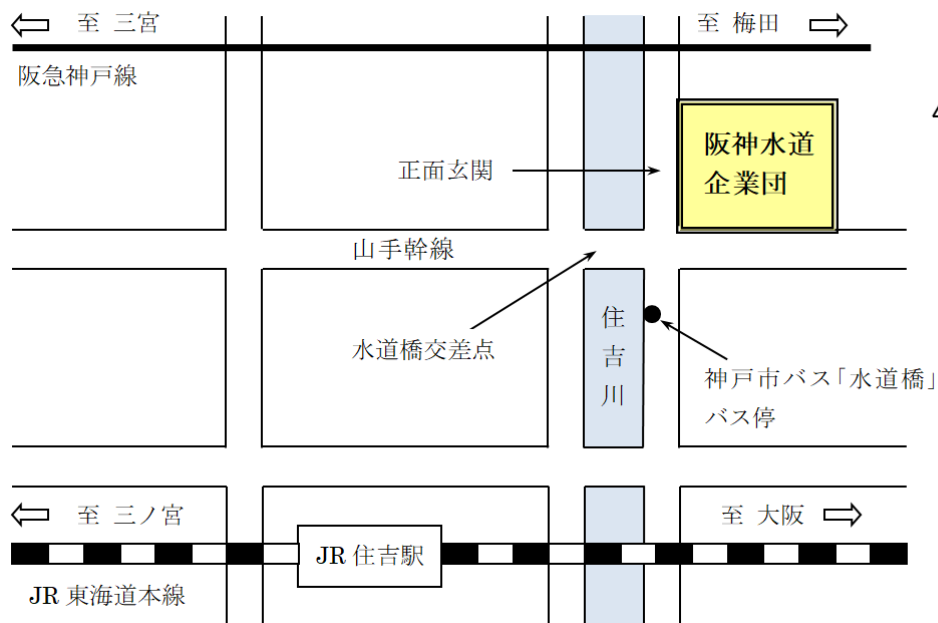 至 三宮
至 梅田
阪急神戸線
阪神水道
企業団
正面玄関
山手幹線
住吉川
水道橋交差点
神戸市バス「水道橋」
バス停
至 三ノ宮
至 大阪
JR 住吉駅
JR 東海道本線